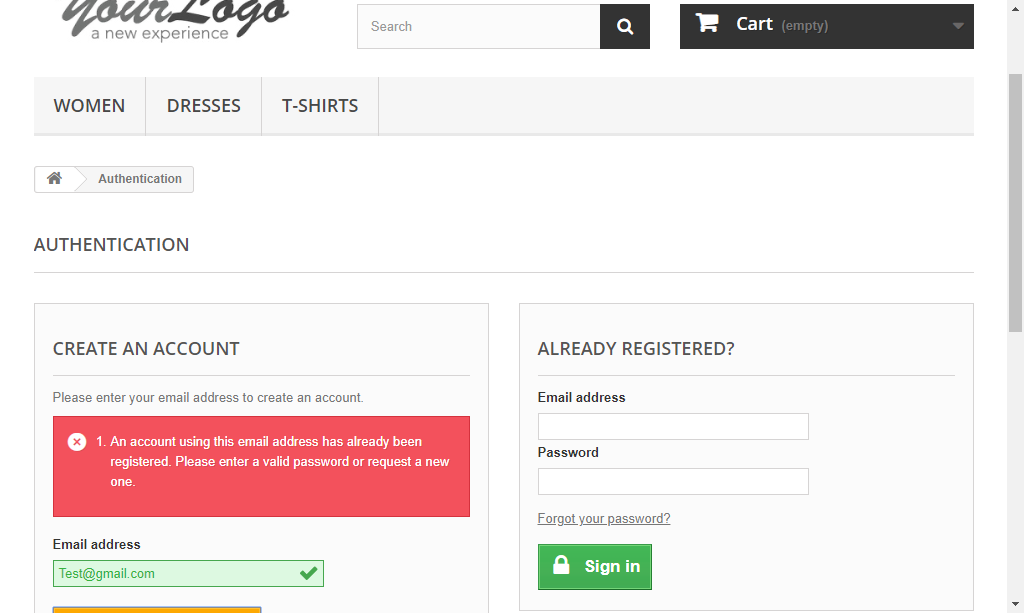 YourLogo
a new experience
Search
Cart (empty)
WOMEN
DRESSES
T-SHIRTS
Authentication
AUTHENTICATION
CREATE AN ACCOUNT
Please enter your email address to create an account.
1. An account using this email address has already been
registered. Please enter a valid password or request a new
one.
Email address
Test@gmail.com
ALREADY REGISTERED?
Email address
Password
Forgot your password?
Sign in